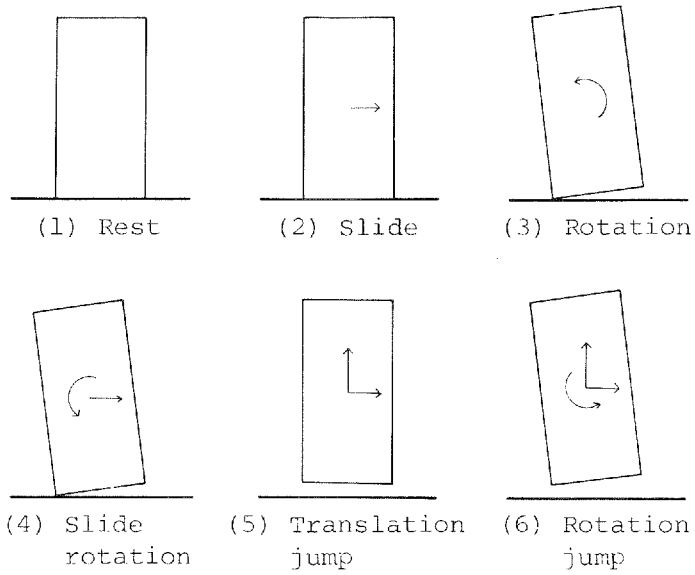 (1) Rest
(2) Slide
(3) Rotation
(4) Slide
rotation
(5) Translation
jump
(6) Rotation
jump